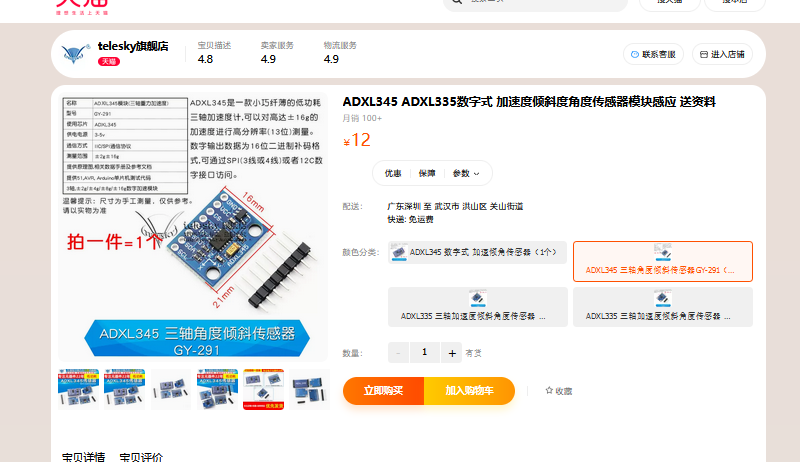 理想生活上天猫
telesky旗舰店
天猫
宝贝描述
4.8
卖家服务
4.9
物流服务
4.9
联系客服
进入店铺
名称 ADXL345模块(三轴重力加速度)
型号 GY-291
使用芯片 ADXL345
供电电源 3-5v
通信方式 IIC/SPI通信协议
测量范围 ±2g±16g
提供原理图,相关数据手册及参考文档
提供51,AVR, Arduino单片机测试代码
3轴,±2g/±4g/±8g/±16g数字加速模块
温馨提示：尺寸为手工测量，仅供参考。
请以实物为准
ADXL345是一款小巧纤薄的低功耗
三轴加速度计,可以对高达±16g的
加速度进行高分辨率(13位)测量。
数字输出数据为16位二进制补码格
式,可通过SPI(3线或4线)或者12C数
字接口访问。
拍一件=1个
16mm
21mm
ADXL345
ADXL345 三轴角度倾斜传感器
GY-291
ADXL345 ADXL335数字式 加速度倾斜度角度传感器模块感应 送资料
月销 100+
¥12
优惠
保障
参数
配送：
广东深圳 至 武汉市 洪山区 关山街道
快递: 免运费
颜色分类：
ADXL345 数字式 加速倾角传感器（1个）
ADXL345 三轴角度倾斜传感器GY-291（...
ADXL335 三轴加速度倾斜角度传感器 ...
ADXL335 三轴加速度倾斜角度传感器 ...
数量：
- 1 +
有货
立即购买
加入购物车
收藏
宝贝详情
宝贝评价